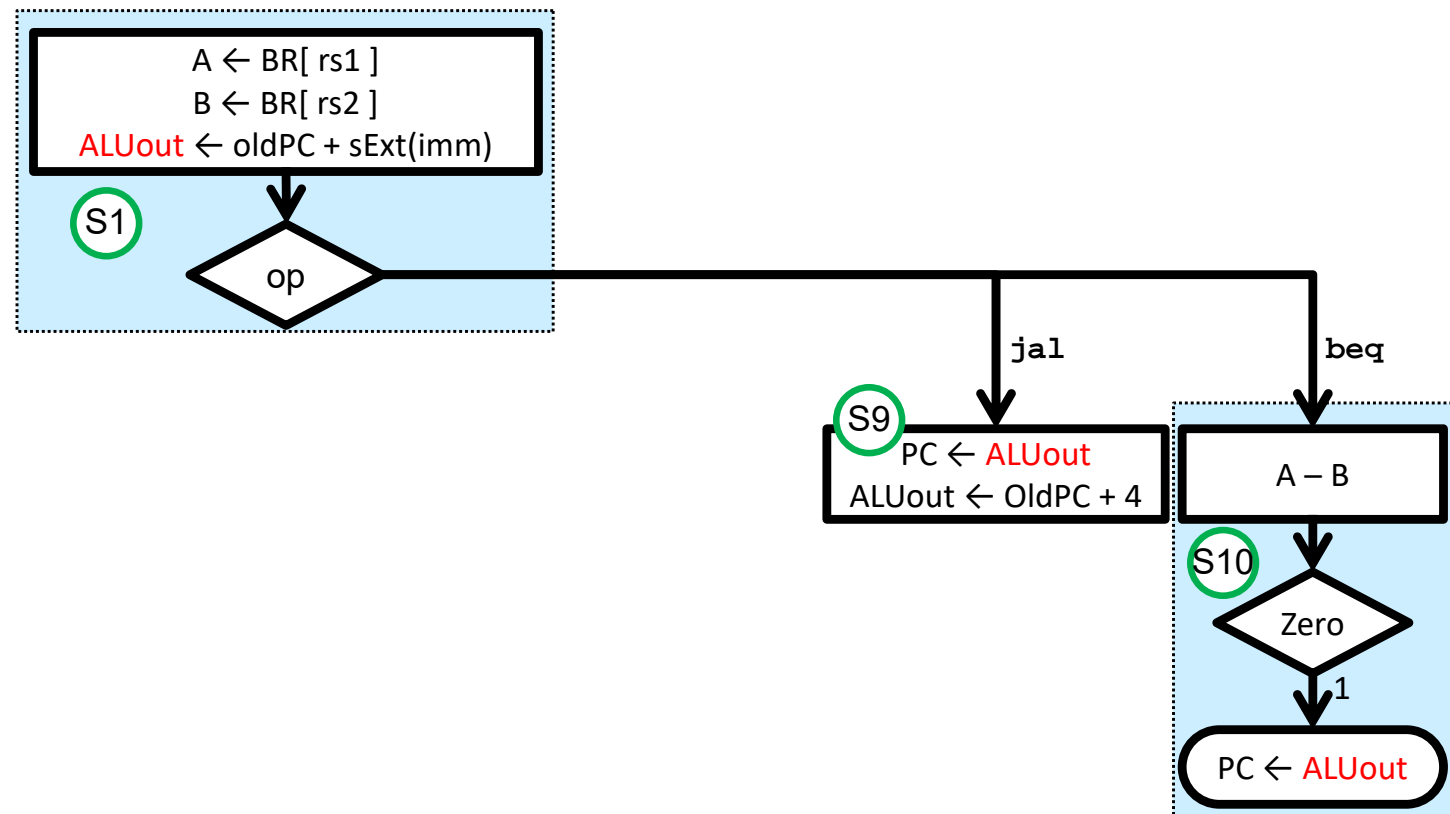 A ← BR[ rs1 ]
B ← BR[ rs2 ]
ALUout ← oldPC + sExt(imm)
S1
op
jal
beq
S9
PC ← ALUout
ALUout ← OldPC + 4
A – B
S10
Zero
1
PC ← ALUout